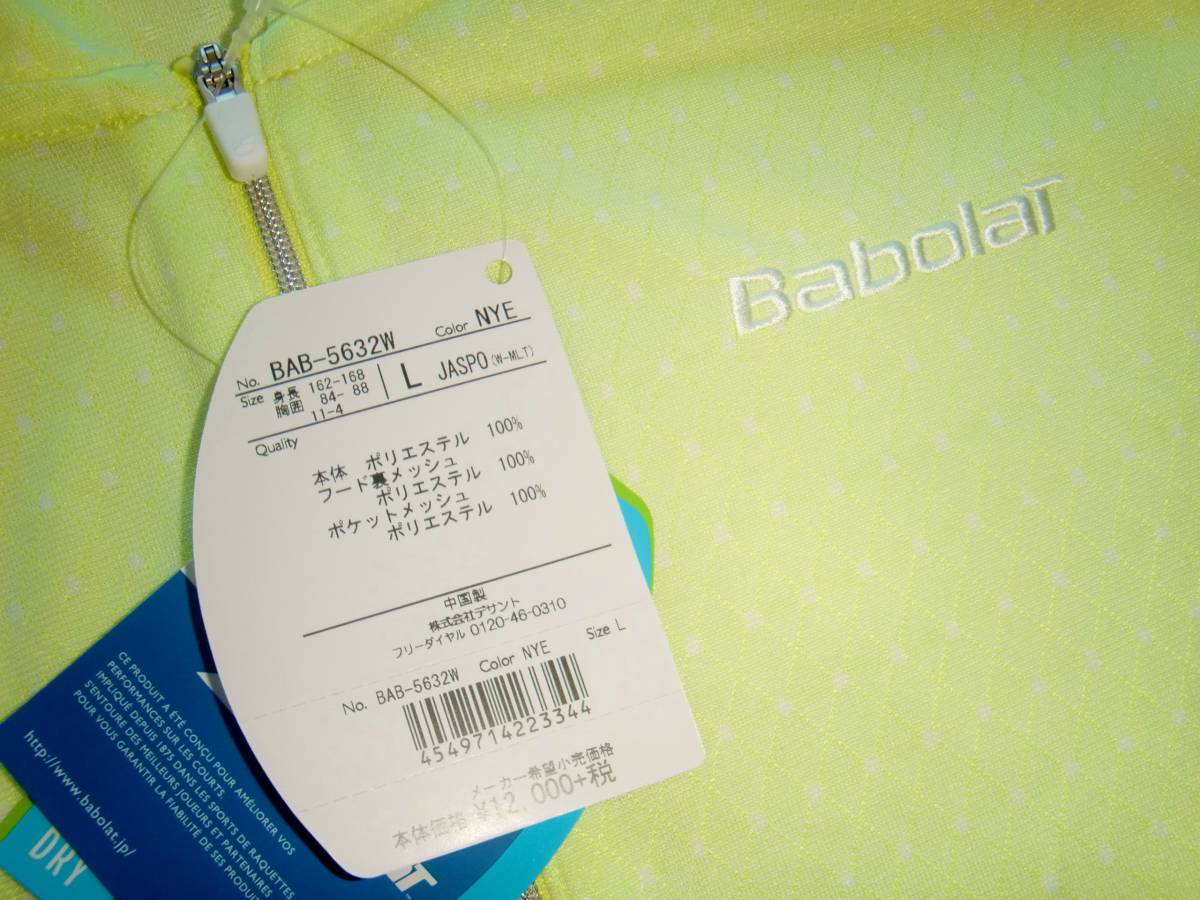 Babolat
No. BAB-5632W Color NYE
Size 身長 162-168 L JASPO (W-MLT)
胸囲 84- 88
11-4
Quality
本体 ポリエステル 100%
フード裏メッシュ
ポリエステル 100%
ポケットメッシュ
ポリエステル 100%
中国製
株式会社デサント
フリーダイヤル 0120-46-0310
No. BAB-5632W Color NYE Size L
4549714223344
メーカー希望小売価格
本体価格 ¥12,000+税
CE PRODUIT A ÉTÉ CONÇU POUR AMÉLIORER VOS
PERFORMANCES SUR LES COURTS.
IMPLIQUÉ DEPUIS 1875 DANS LES SPORTS DE RAQUETTES
S'ENTOURE DES MEILLEURS JOUEURS ET PARTENAIRES
POUR VOUS GARANTIR LA FIABILITÉ DE SES PRODUI
http://www.babolat.jp/
DRY